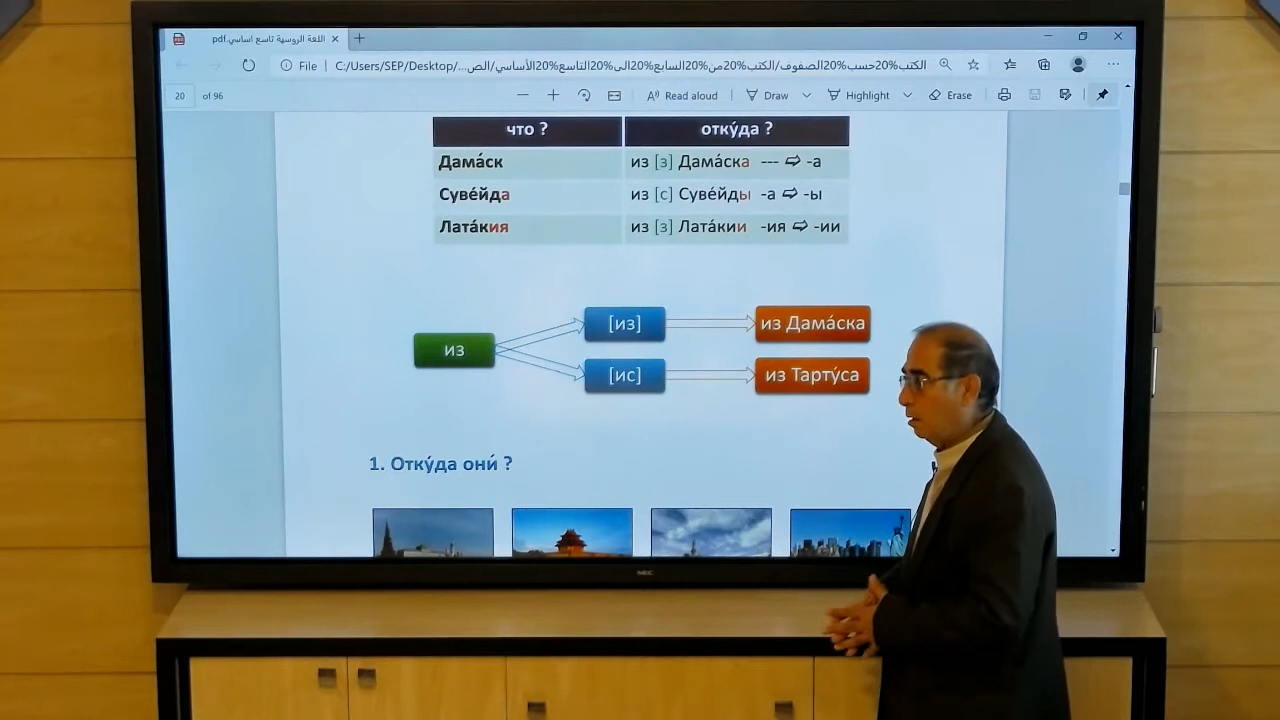 اللغة الروسية تاسع اساسي.pdf
File C:/Users/SEP/Desktop/...الكتب%20حسب%20الصفوف/الكتب%20من%20السابع%20الى%20التاسع%20الأساسي/الص
20 of 96 Read aloud Draw Highlight Erase
что ? отку́да ?
Дама́ск из [з] Дама́ска --- ➪ -а
Суве́йда из [с] Суве́йды -а ➪ -ы
Лата́кия из [з] Лата́кии -ия ➪ -ии
[из] из Дама́ска
из
[ис] из Тарту́са
1. Отку́да они́ ?
NEC